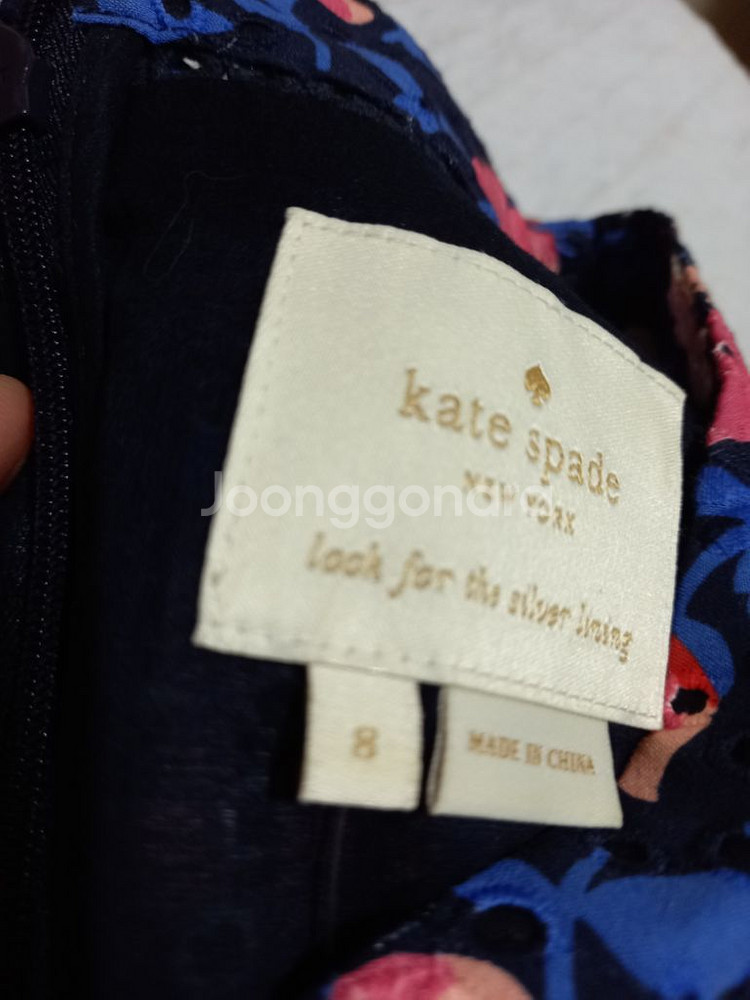 kate spade
NEW YORK
Joonggonara
look for the silver lining
8
MADE IN CHINA